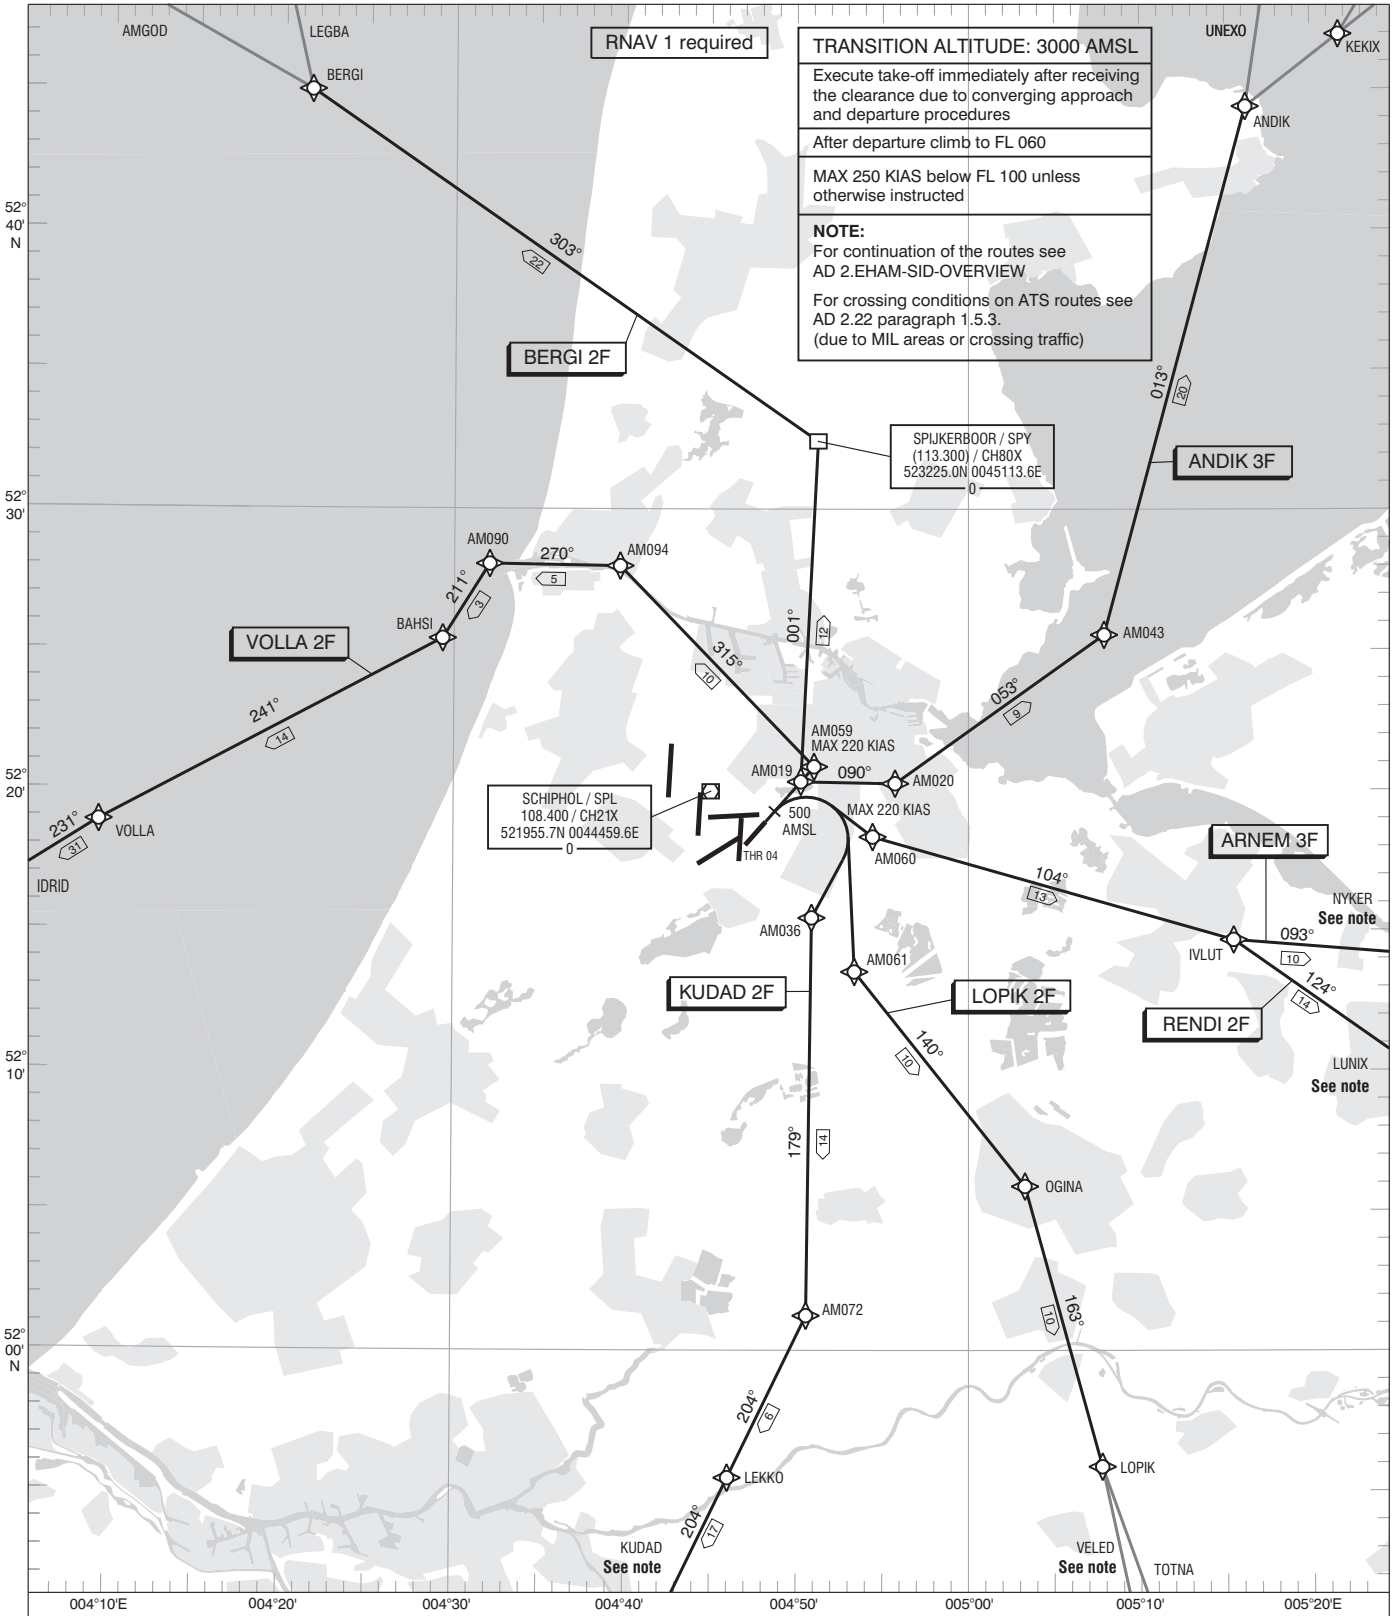 AMGOD
LEGBA
BERGI
RNAV 1 required
TRANSITION ALTITUDE: 3000 AMSL
Execute take-off immediately after receiving
the clearance due to converging approach
and departure procedures
After departure climb to FL 060
MAX 250 KIAS below FL 100 unless
otherwise instructed
NOTE:
For continuation of the routes see
AD 2.EHAM-SID-OVERVIEW
For crossing conditions on ATS routes see
AD 2.22 paragraph 1.5.3.
(due to MIL areas or crossing traffic)
UNEXO
KEKIX
ANDIK
52°
40'
N
303°
22
BERGI 2F
013°
20
SPIJKERBOOR / SPY
(113.300) / CH80X
523225.0N 0045113.6E
0
ANDIK 3F
52°
30'
AM090
270°
5
AM094
211°
3
BAHSI
VOLLA 2F
001°
12
315°
10
AM043
053°
9
241°
14
AM059
MAX 220 KIAS
AM019
090°
AM020
52°
20'
SCHIPHOL / SPL
108.400 / CH21X
521955.7N 0044459.6E
0
500
AMSL
MAX 220 KIAS
THR 04
AM060
231°
31
VOLLA
IDRID
ARNEM 3F
104°
13
NYKER
See note
093°
10
IVLUT
124°
14
AM036
AM061
KUDAD 2F
LOPIK 2F
RENDI 2F
140°
10
52°
10'
LUNIX
See note
179°
14
OGINA
AM072
163°
10
52°
00'
N
204°
6
LEKKO
LOPIK
204°
17
KUDAD
See note
VELED
See note
TOTNA
004°10'E
004°20'
004°30'
004°40'
004°50'
005°00'
005°10'
005°20'E